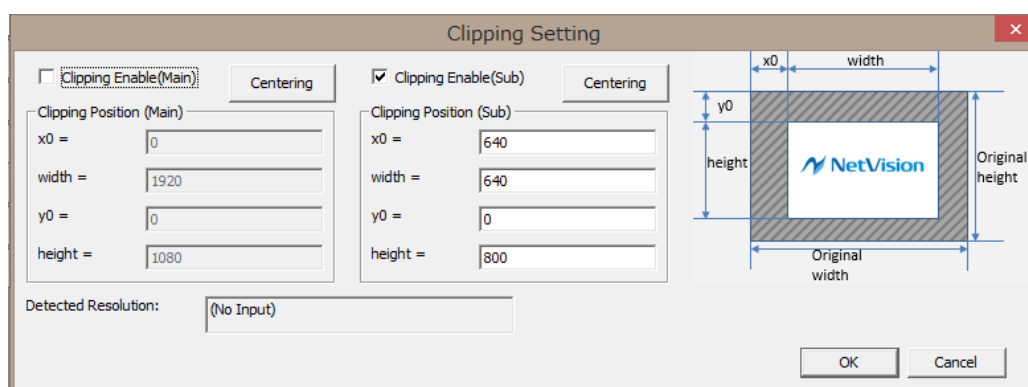 Clipping Setting
Clipping Enable(Main)
Centering
Clipping Position (Main)
x0 =
0
width =
1920
y0 =
0
height =
1080
Clipping Enable(Sub)
Centering
Clipping Position (Sub)
x0 =
640
width =
640
y0 =
0
height =
800
x0
width
y0
height
NetVision
Original
height
Original
width
Detected Resolution:
(No Input)
OK
Cancel